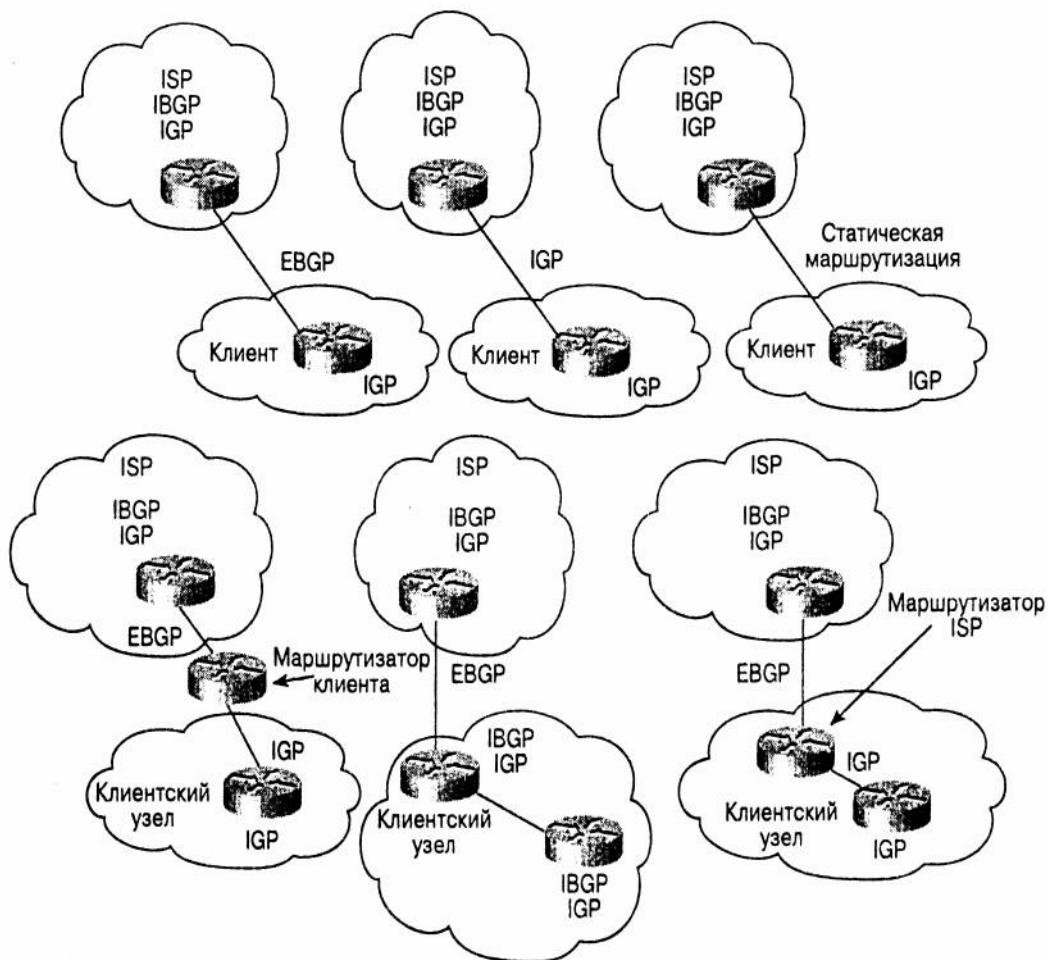 ISP
IBGP
IGP
EBGP
Клиент
IGP
ISP
IBGP
IGP
IGP
Клиент
IGP
ISP
IBGP
IGP
Статическая
маршрутизация
Клиент
IGP
ISP
IBGP
IGP
EBGP
Маршрутизатор
клиента
IGP
Клиентский
узел
IGP
ISP
IBGP
IGP
EBGP
IBGP
IGP
Клиентский
узел
IBGP
IGP
ISP
IBGP
IGP
Маршрутизатор
ISP
EBGP
IGP
Клиентский
узел
IGP